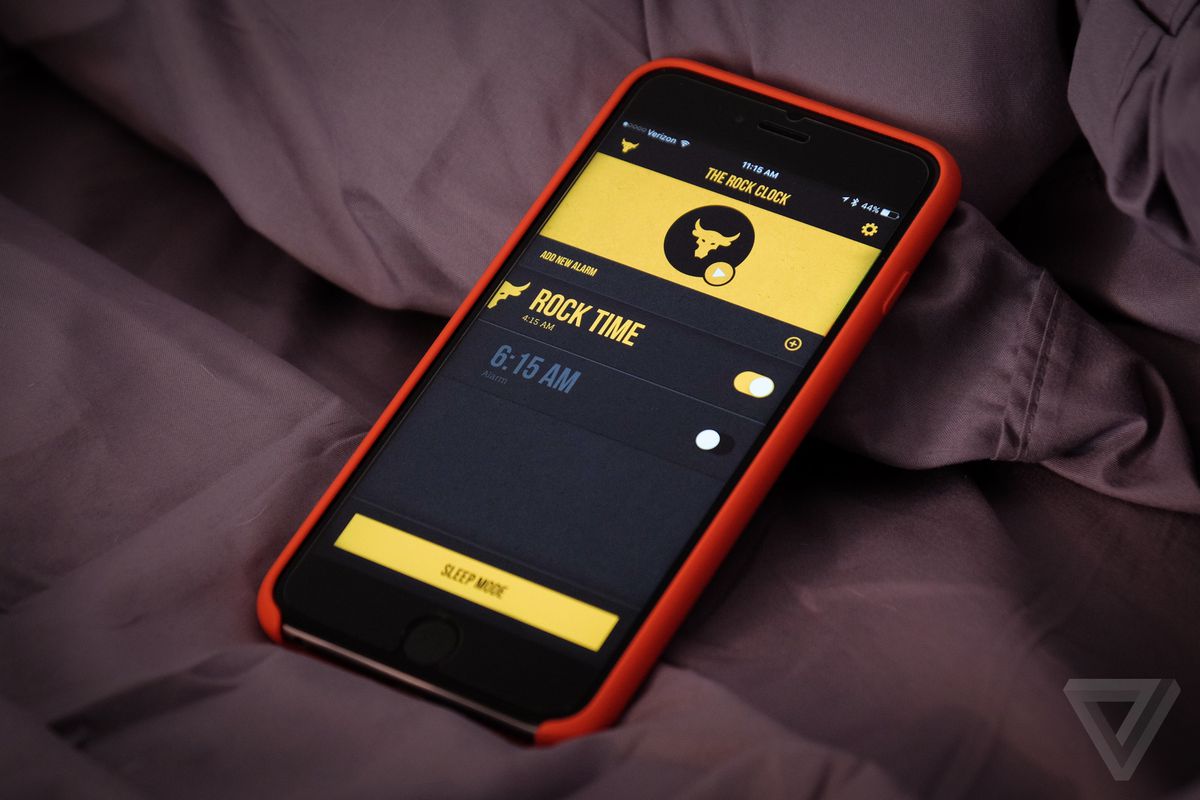 Verizon
11:15 AM
44%
THE ROCK CLOCK
ADD NEW ALARM
ROCK TIME
4:15 AM
6:15 AM
Alarm
SLEEP MODE